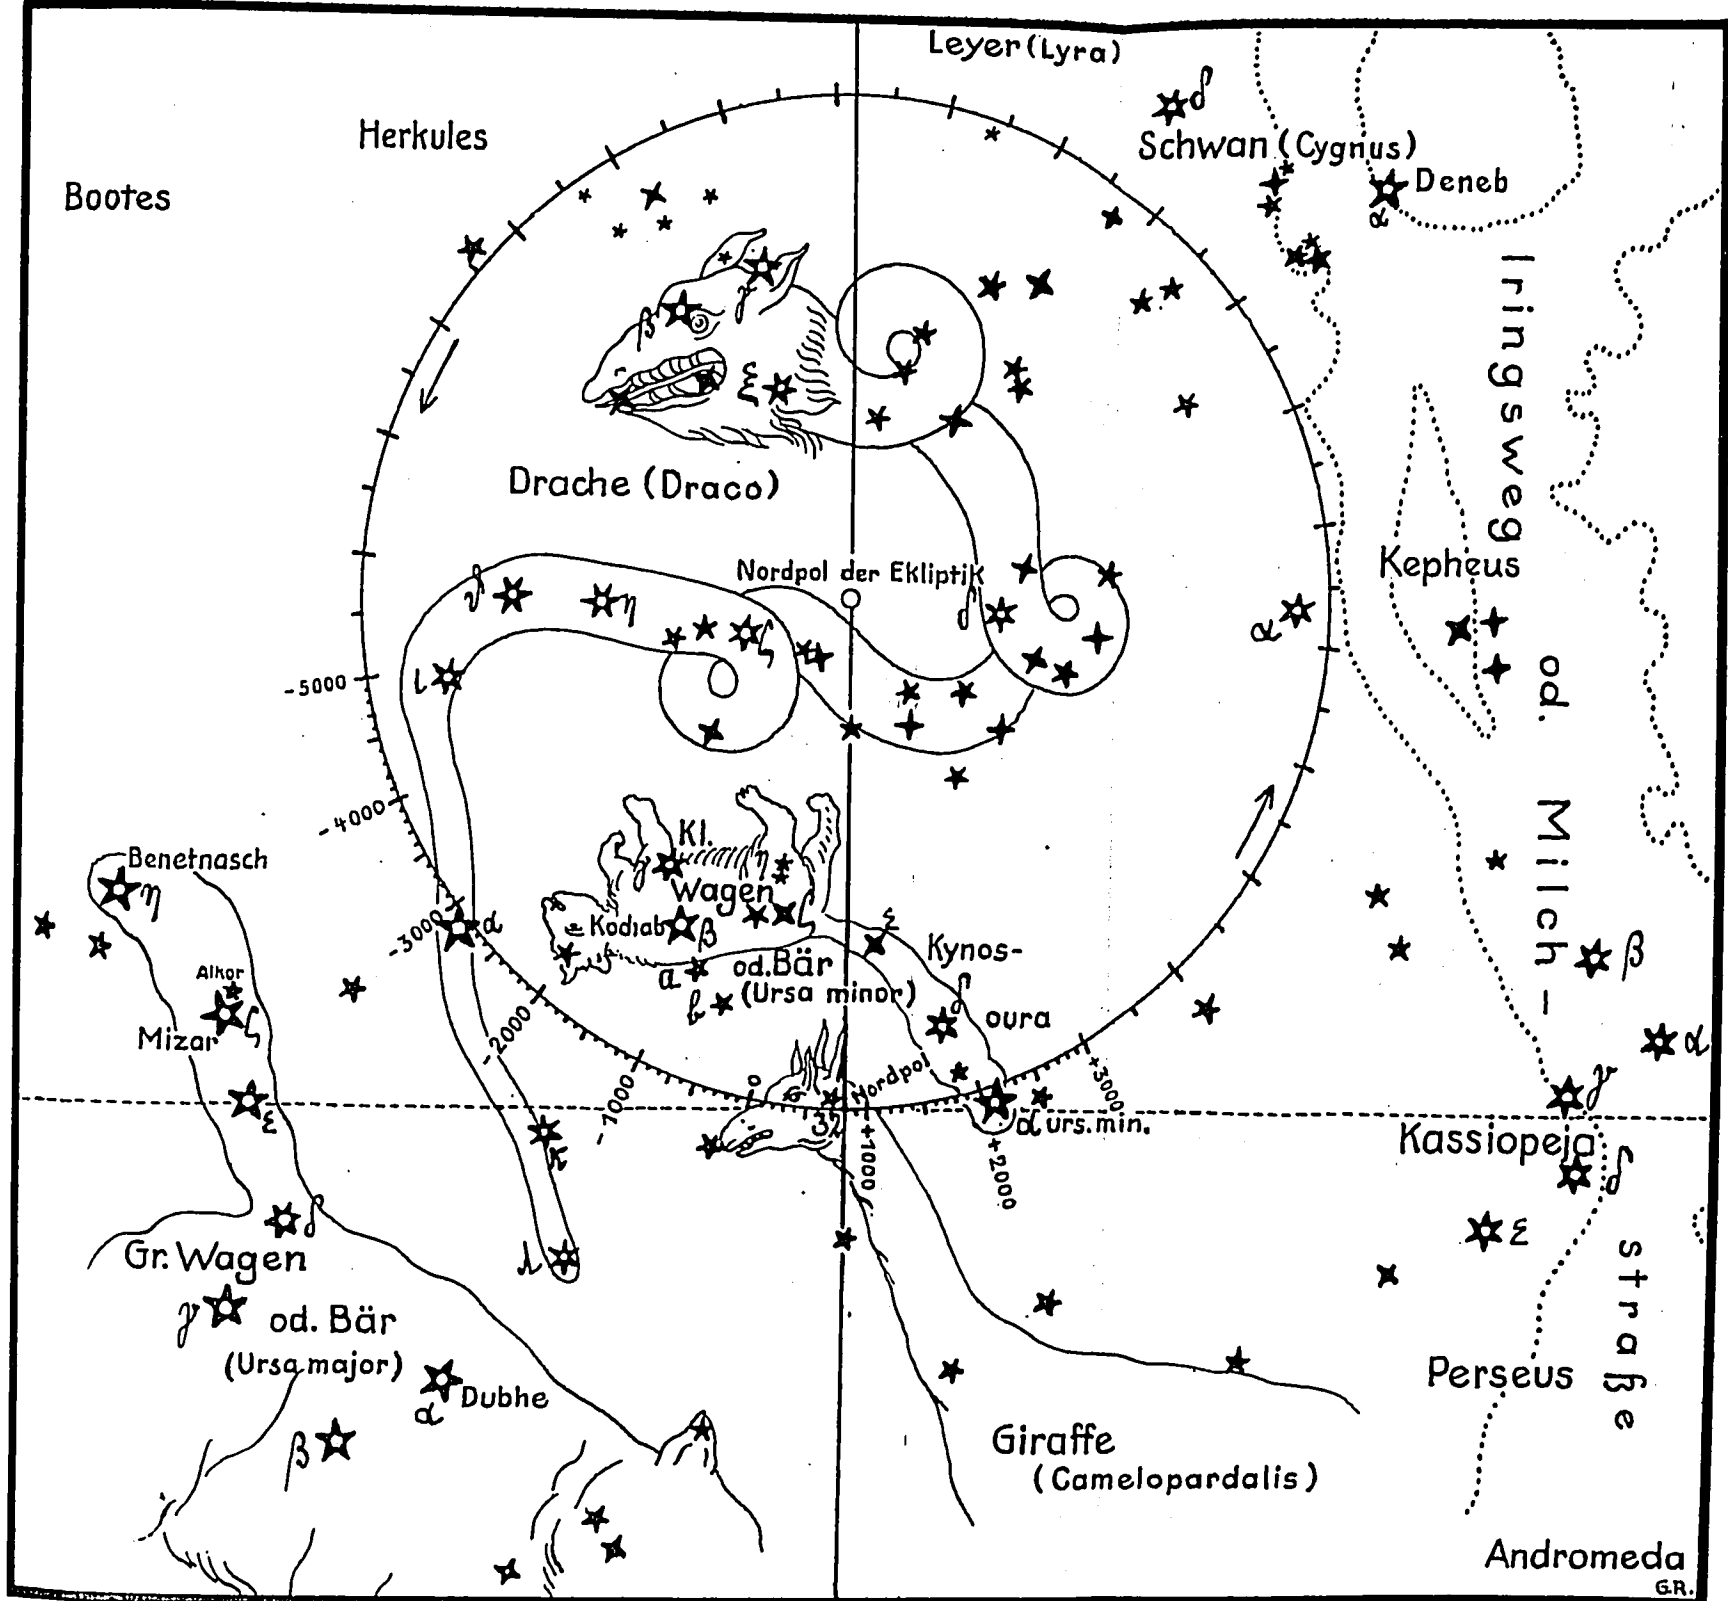 Leyer (Lyra)
δ
Herkules
Schwan (Cygnus)
Deneb
α
Bootes
γ
β
ξ
Drache (Draco)
Iringsweg od. Milch-
straße
Nordpol der Ekliptik
Kepheus
δ
η
ζ
δ
α
ι
-5000
-4000
Kl.
Wagen
γ
η
Benetnasch
η
-3000
α
Kodiab
β
ζ
ε
Kynos-
oura
od. Bär
(Ursa minor)
a
b
δ
β
α
γ
Alkor
Mizar
ζ
-2000
-1000
0
Nordpol
+3000
ε
32
+1000
α urs. min.
+2000
κ
Kassiopeja
δ
ε
δ
Gr. Wagen
γ
od. Bär
(Ursa major)
λ
Dubhe
α
β
Perseus
Giraffe
(Camelopardalis)
Andromeda
G.R.